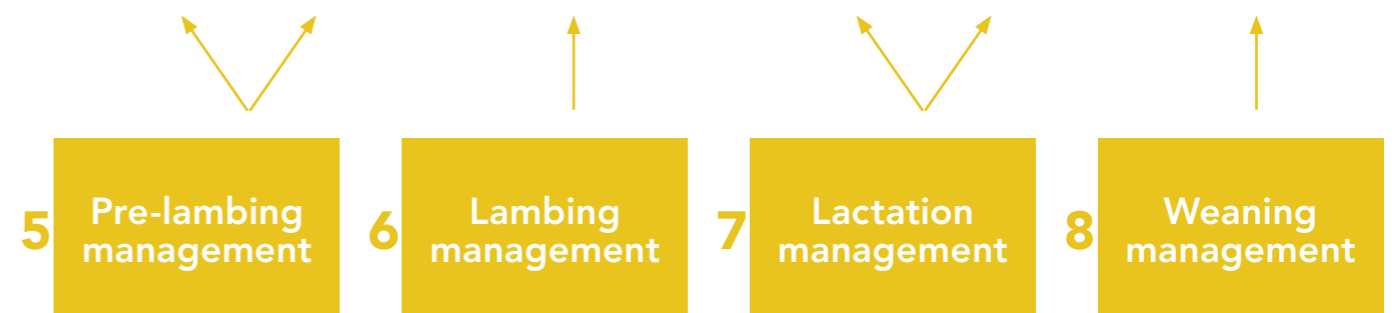 5
Pre-lambing
management
6
Lambing
management
7
Lactation
management
8
Weaning
management